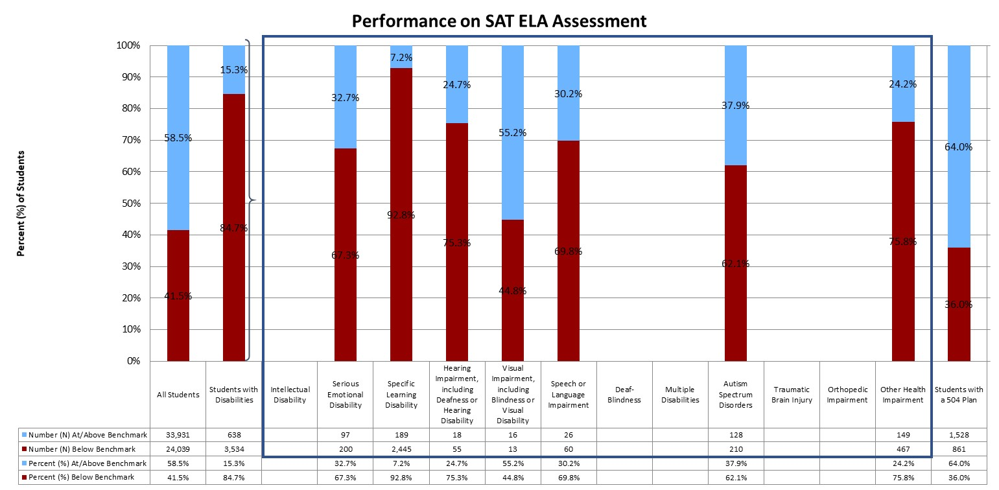 Performance on SAT ELA Assessment
Percent (%) of Students
100%
90%
80%
70%
60%
50%
40%
30%
20%
10%
0%
58.5%
41.5%
15.3%
84.7%
32.7%
67.3%
7.2%
92.8%
24.7%
75.3%
55.2%
44.8%
30.2%
69.8%
37.9%
62.1%
24.2%
75.8%
64.0%
36.0%
All Students
Students with
Disabilities
Intellectual
Disability
Serious
Emotional
Disability
Specific
Learning
Disability
Hearing
Impairment,
including
Deafness or
Hearing
Disability
Visual
Impairment,
including
Blindness or
Visual
Disability
Speech or
Language
Impairment
Deaf-
Blindness
Multiple
Disabilities
Autism
Spectrum
Disorders
Traumatic
Brain Injury
Orthopedic
Impairment
Other Health
Impairment
Students with
a 504 Plan
Number (N) At/Above Benchmark 33,931 638 97 189 18 16 26 128 149 1,528
Number (N) Below Benchmark 24,039 3,534 200 2,445 55 13 60 210 467 861
Percent (%) At/Above Benchmark 58.5% 15.3% 32.7% 7.2% 24.7% 55.2% 30.2% 37.9% 24.2% 64.0%
Percent (%) Below Benchmark 41.5% 84.7% 67.3% 92.8% 75.3% 44.8% 69.8% 62.1% 75.8% 36.0%